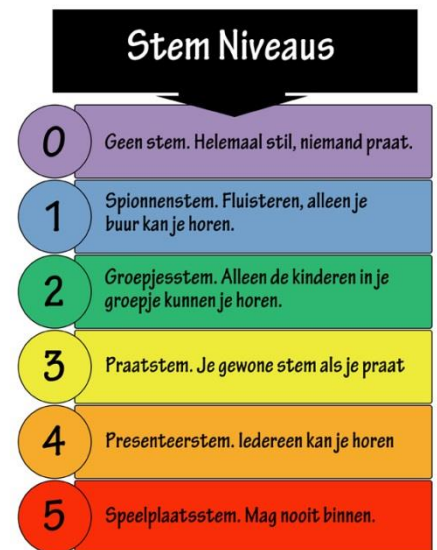 Stem Niveaus
0
Geen stem. Helemaal stil, niemand praat.
1
Spionnenstem. Fluisteren, alleen je
buur kan je horen.
2
Groepjesstem. Alleen de kinderen in je
groepje kunnen je horen.
3
Praatstem. Je gewone stem als je praat
4
Presenteerstem. Iedereen kan je horen
5
Speelplaatsstem. Mag nooit binnen.